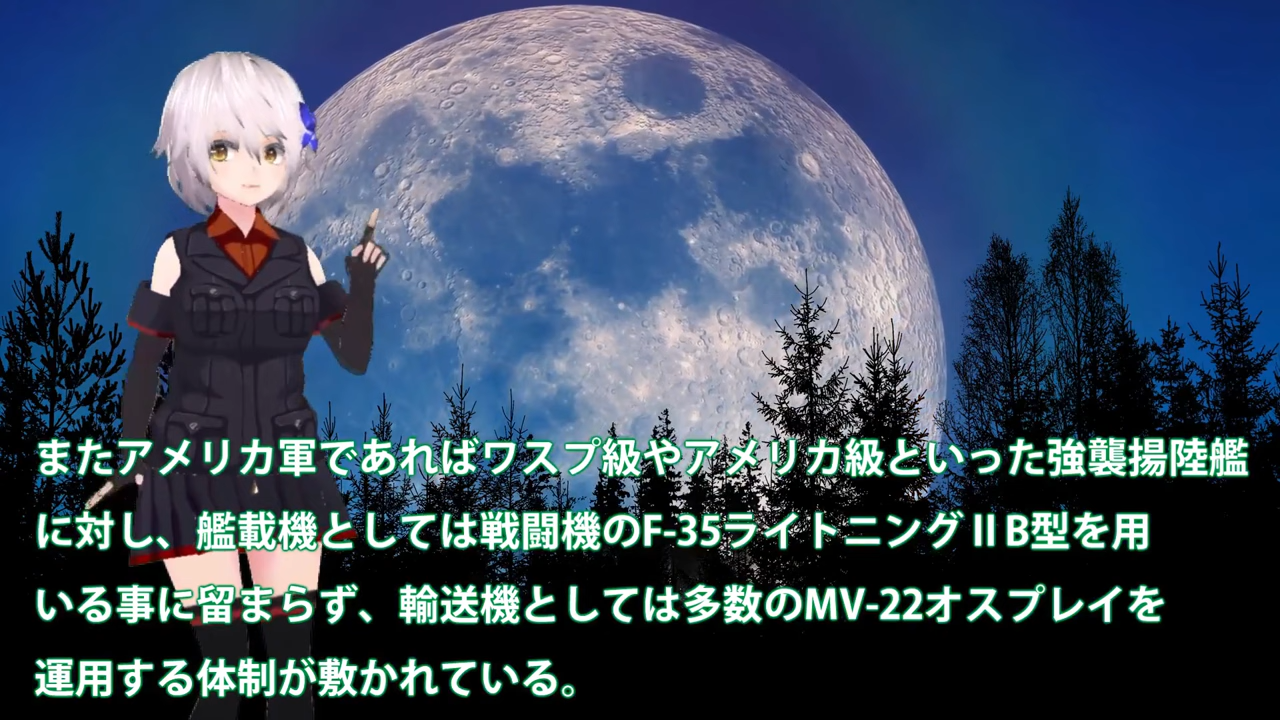 またアメリカ軍であればワスプ級やアメリカ級といった強襲揚陸艦
に対し、艦載機としては戦闘機のF-35ライトニングⅡB型を用
いる事に留まらず、輸送機としては多数のMV-22オスプレイを
運用する体制が敷かれている。